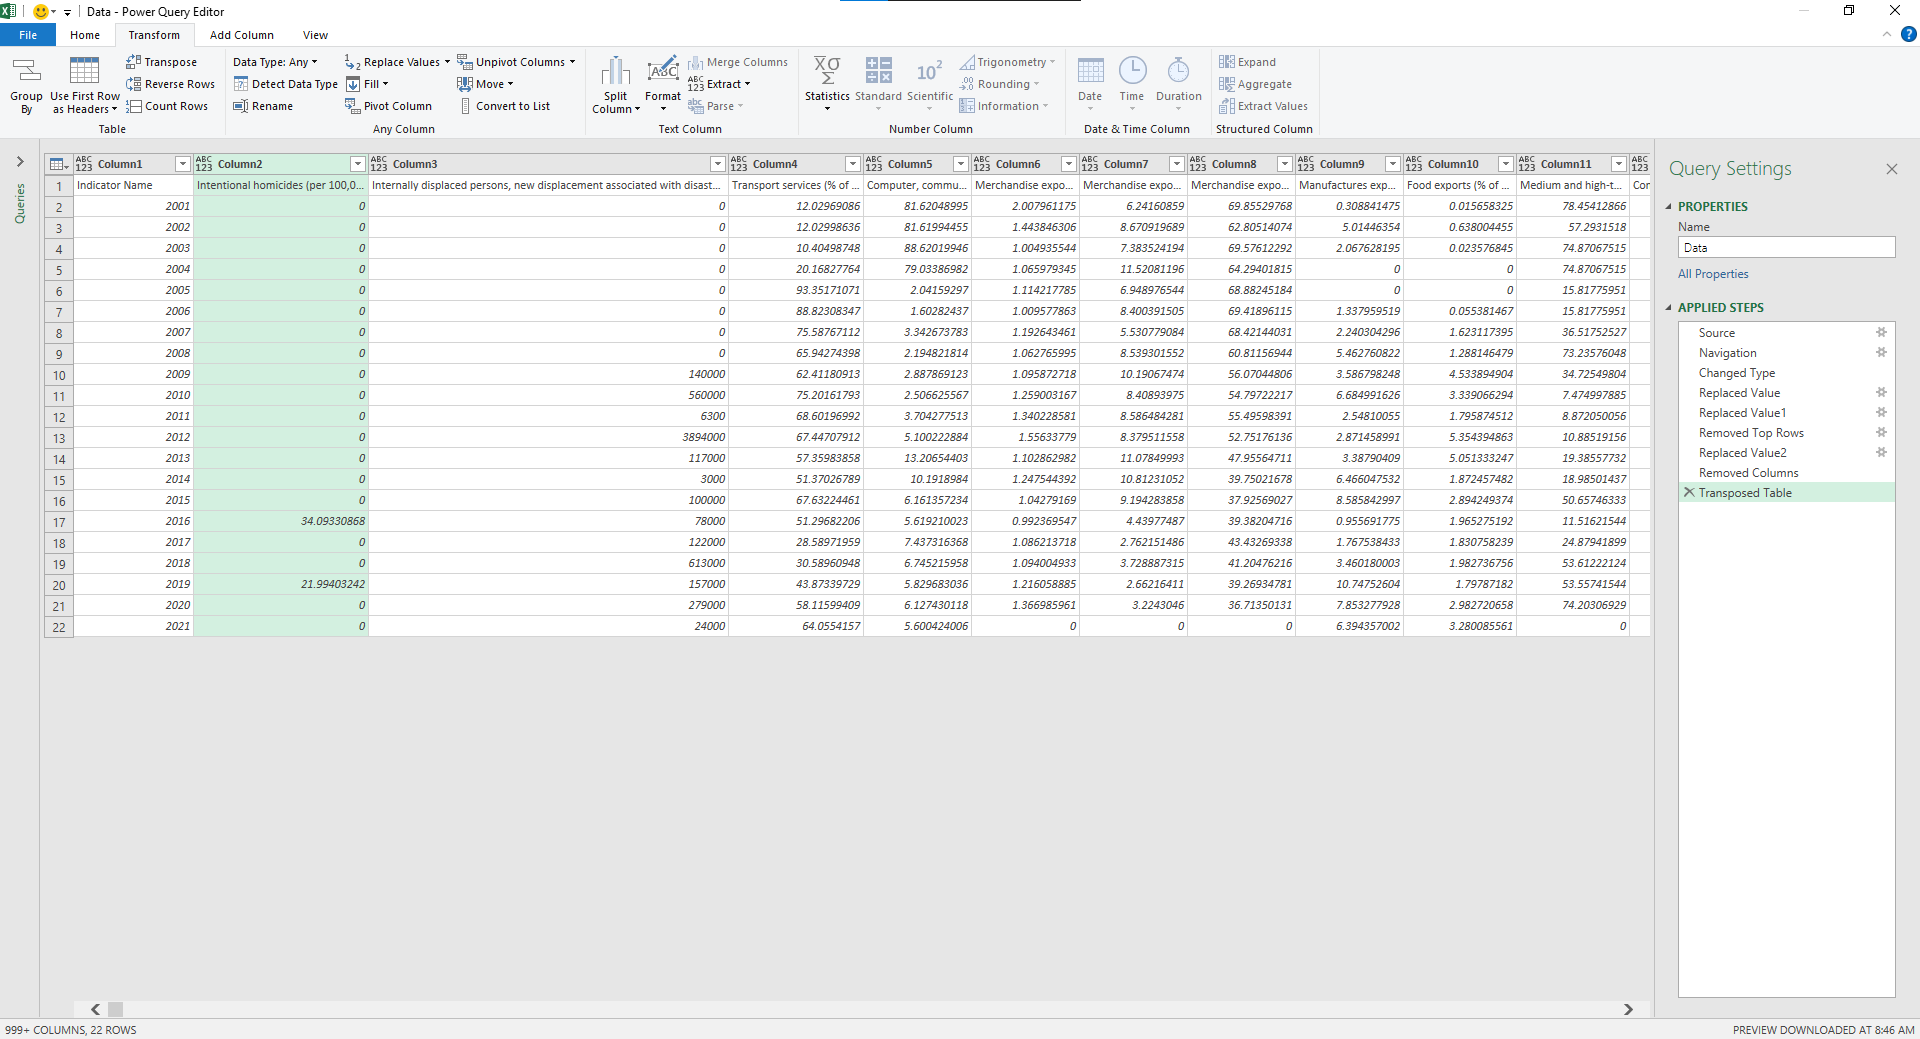 Data - Power Query Editor
File Home Transform Add Column View
Group By
Use First Row as Headers
Transpose
Reverse Rows
Count Rows
Table
Data Type: Any
Detect Data Type
Rename
Replace Values
Fill
Pivot Column
Unpivot Columns
Move
Convert to List
Any Column
Split Column
Format
Merge Columns
Extract
Parse
Text Column
Statistics
Standard
Scientific
Trigonometry
Rounding
Information
Number Column
Date
Time
Duration
Date & Time Column
Expand
Aggregate
Extract Values
Structured Column
Queries
Column1 Column2 Column3 Column4 Column5 Column6 Column7 Column8 Column9 Column10 Column11
1 Indicator Name Intentional homicides (per 100,0... Internally displaced persons, new displacement associated with disast... Transport services (% of ... Computer, commu... Merchandise expo... Merchandise expo... Merchandise expo... Manufactures exp... Food exports (% of ... Medium and high-t... Con
2 2001 0 0 12.02969086 81.62048995 2.007961175 6.24160859 69.85529768 0.308841475 0.015658325 78.45412866
3 2002 0 0 12.02998636 81.61994455 1.443846306 8.670919689 62.80514074 5.01446354 0.638004455 57.2931518
4 2003 0 0 10.40498748 88.62019946 1.004935544 7.383524194 69.57612292 2.067628195 0.023576845 74.87067515
5 2004 0 0 20.16827764 79.03386982 1.065979345 11.52081196 64.29401815 0 0 74.87067515
6 2005 0 0 93.35171071 2.04159297 1.114217785 6.948976544 68.88245184 0 0 15.81775951
7 2006 0 0 88.82308347 1.60282437 1.009577863 8.400391505 69.41896115 1.337959519 0.055381467 15.81775951
8 2007 0 0 75.58767112 3.342673783 1.192643461 5.530779084 68.42144031 2.240304296 1.623117395 36.51752527
9 2008 0 0 65.94274398 2.194821814 1.062765995 8.539301552 60.81156944 5.462760822 1.288146479 73.23576048
10 2009 0 140000 62.41180913 2.887869123 1.095872718 10.19067474 56.07044806 3.586798248 4.533894904 34.72549804
11 2010 0 560000 75.20161793 2.506625567 1.259003167 8.40893975 54.79722217 6.684991626 3.339066294 7.474997885
12 2011 0 6300 68.60196992 3.704277513 1.340228581 8.586484281 55.49598391 2.54810055 1.795874512 8.872050056
13 2012 0 3894000 67.44707912 5.100222884 1.55633779 8.379511558 52.75176136 2.871458991 5.354394863 10.88519156
14 2013 0 117000 57.35983858 13.20654403 1.102862982 11.07849993 47.95564711 3.38790409 5.051333247 19.38557732
15 2014 0 3000 51.37026789 10.1918984 1.247544392 10.81231052 39.75021678 6.466047532 1.872457482 18.98501437
16 2015 0 100000 67.63224461 6.161357234 1.04279169 9.194283858 37.92569027 8.585842997 2.894249374 50.65746333
17 2016 34.09330868 78000 51.29682206 5.619210023 0.992369547 4.43977487 39.38204716 0.955691775 1.965275192 11.51621544
18 2017 0 122000 28.58971959 7.437316368 1.086213718 2.762151486 43.43269338 1.767538433 1.830758239 24.87941899
19 2018 0 613000 30.58960948 6.745215958 1.094004933 3.728887315 41.20476216 3.460180003 1.982736756 53.61222124
20 2019 21.99403242 157000 43.87339729 5.829683036 1.216058885 2.66216411 39.26934781 10.74752604 1.79787182 53.55741544
21 2020 0 279000 58.11599409 6.127430118 1.366985961 3.2243046 36.71350131 7.853277928 2.982720658 74.20306929
22 2021 0 24000 64.0554157 5.600424006 0 0 0 6.394357002 3.280085561 0
Query Settings
PROPERTIES
Name
Data
All Properties
APPLIED STEPS
Source
Navigation
Changed Type
Replaced Value
Replaced Value1
Removed Top Rows
Replaced Value2
Removed Columns
Transposed Table
999+ COLUMNS, 22 ROWS
PREVIEW DOWNLOADED AT 8:46 AM